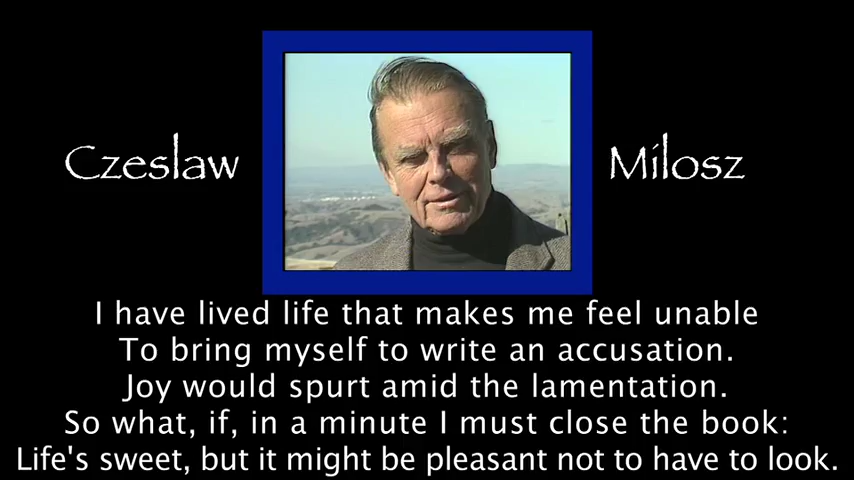 Czeslaw Milosz
I have lived life that makes me feel unable
To bring myself to write an accusation.
Joy would spurt amid the lamentation.
So what, if, in a minute I must close the book:
Life's sweet, but it might be pleasant not to have to look.